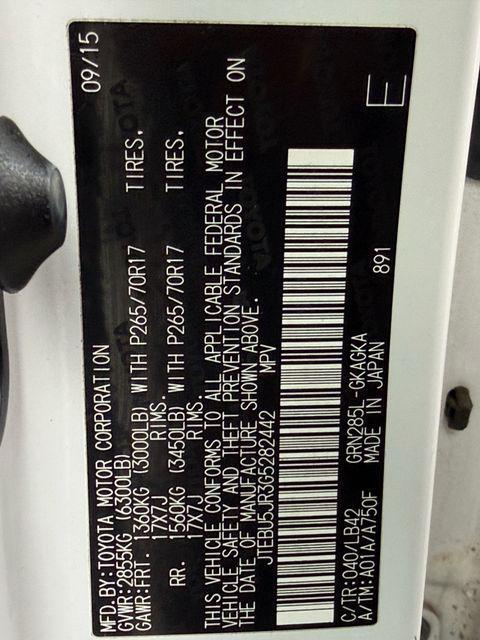 MFD.BY:TOYOTA MOTOR CORPORATION 09/15
GVWR:2855KG (6300LB)
GAWR:FRT. 1360KG (3000LB) WITH P265/70R17 TIRES,
17X7J RIMS.
RR. 1560KG (3450LB) WITH P265/70R17 TIRES,
17X7J RIMS.
THIS VEHICLE CONFORMS TO ALL APPLICABLE FEDERAL MOTOR
VEHICLE SAFETY AND THEFT PREVENTION STANDARDS IN EFFECT ON
THE DATE OF MANUFACTURE SHOWN ABOVE.
JTEBU5JR3G5282442 MPV
C/TR:040/LB42 GRN285L-GKAGKA
A/TM:A01A/A750F MADE IN JAPAN 891 E